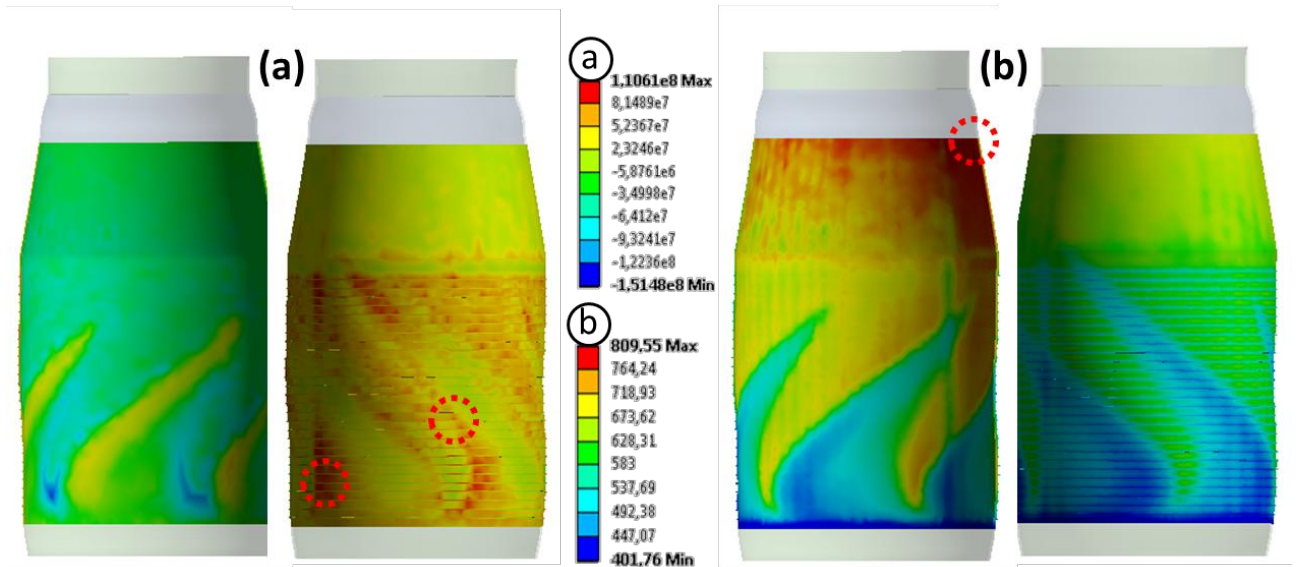 (a)
a
1,1061e8 Max
8,1489e7
5,2367e7
2,3246e7
-5,8761e6
-3,4998e7
-6,412e7
-9,3241e7
-1,2236e8
-1,5148e8 Min
b
809,55 Max
764,24
718,93
673,62
628,31
583
537,69
492,38
447,07
401,76 Min
(b)